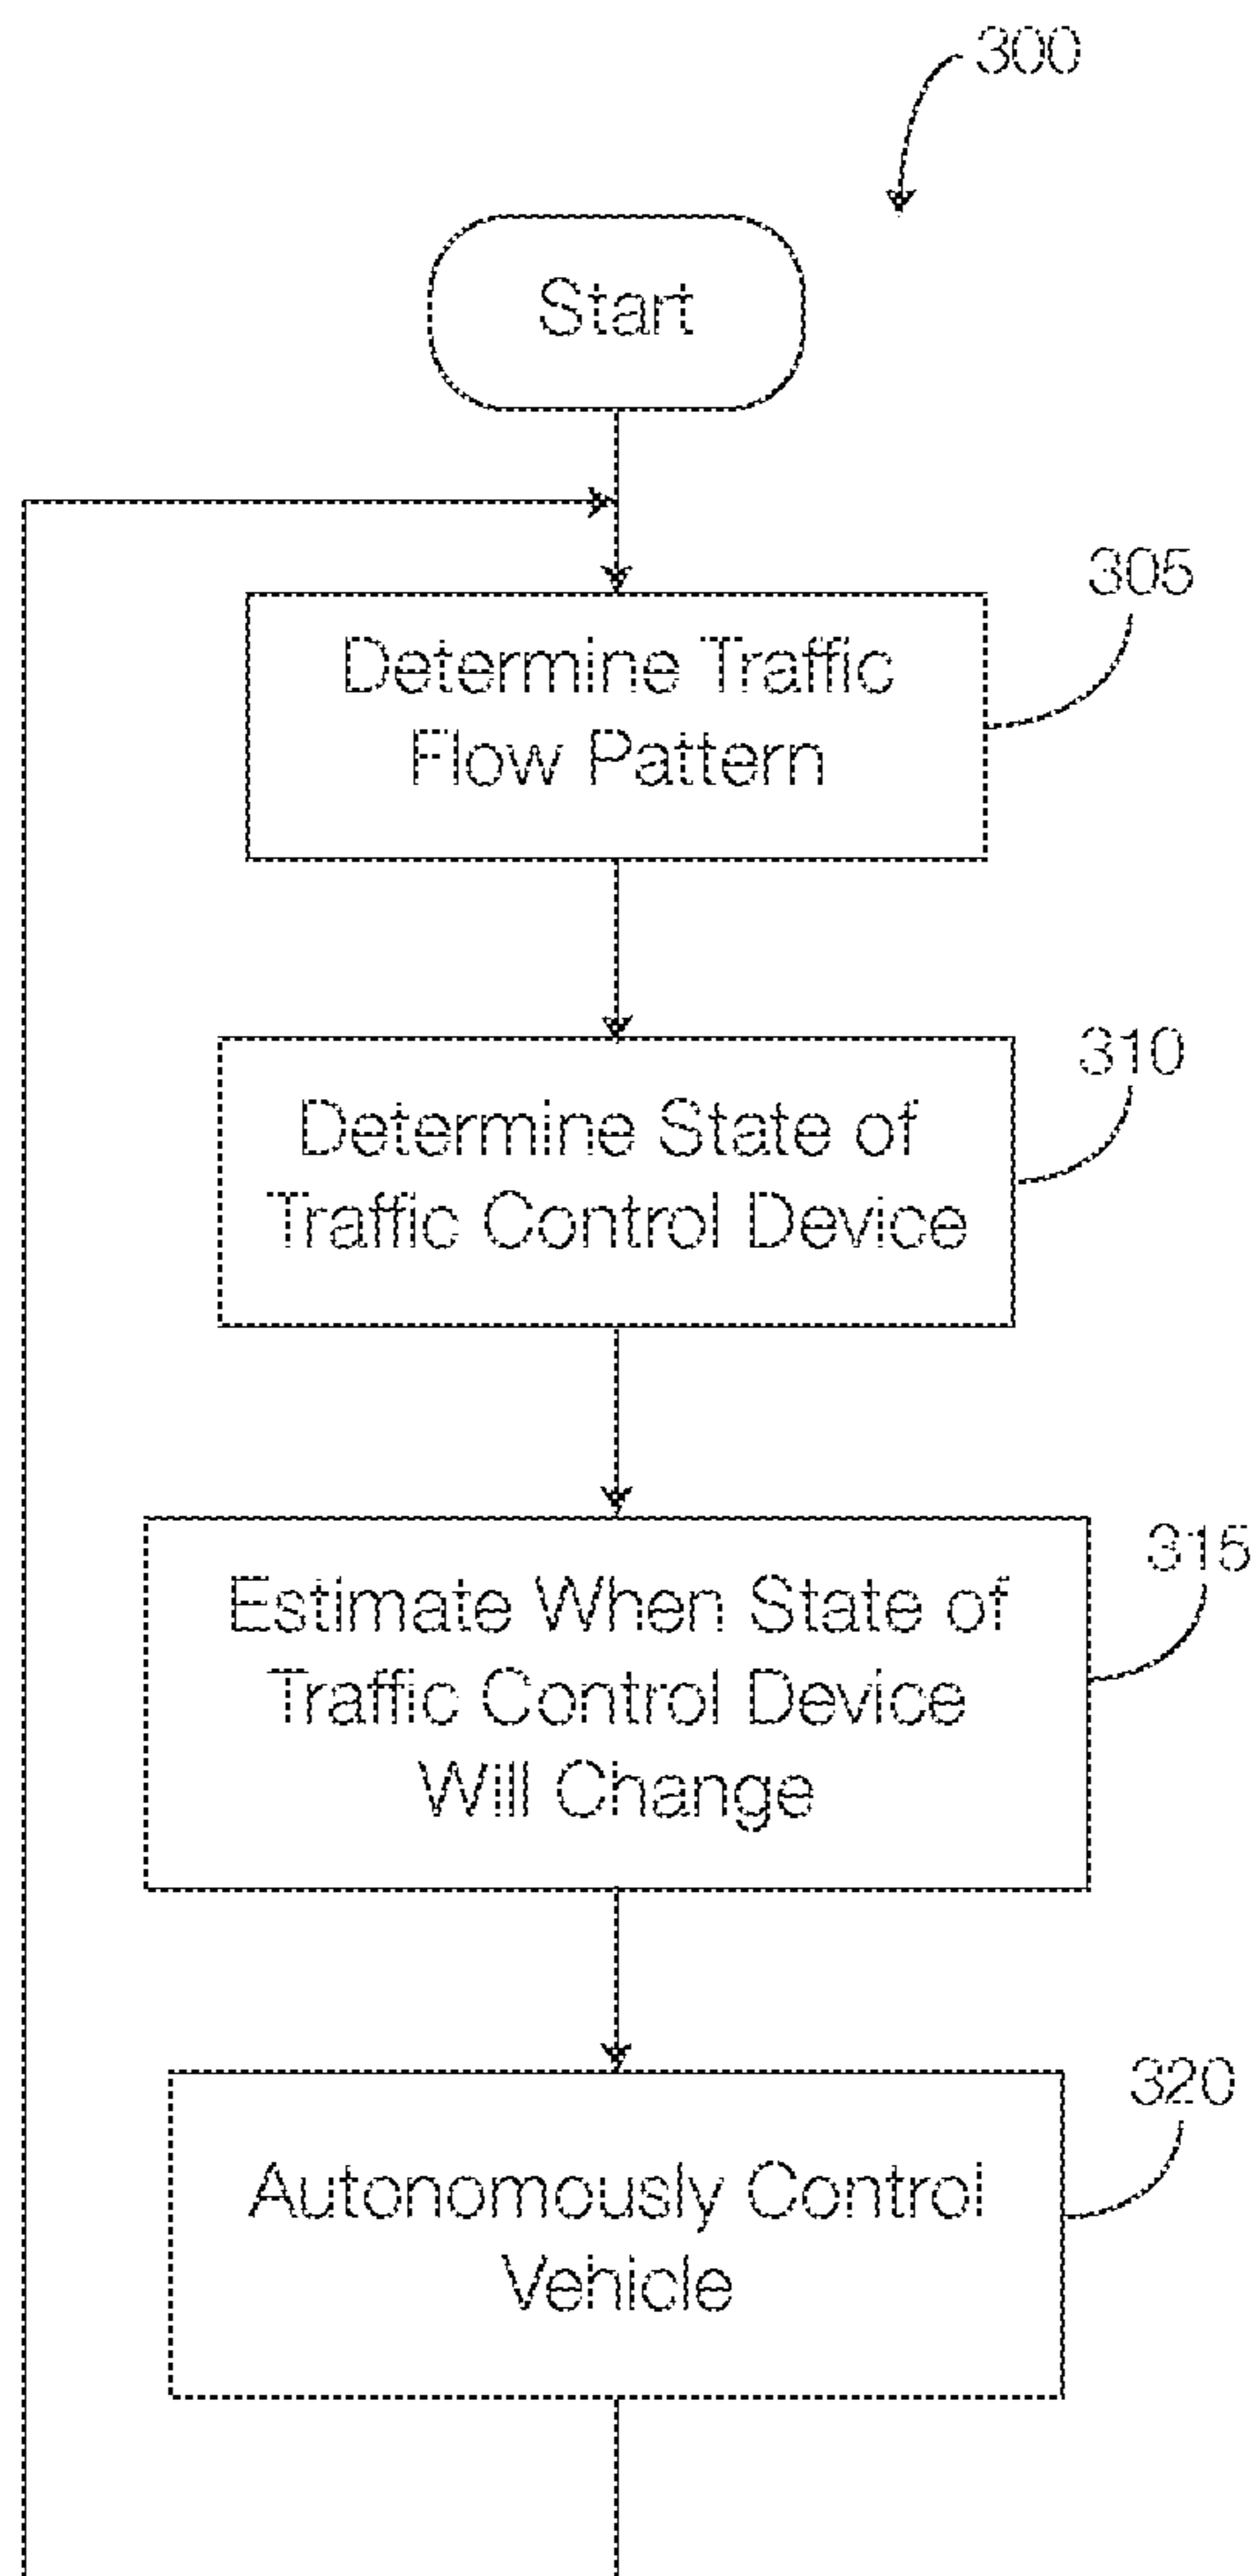 300
Start
305
Determine Traffic
Flow Pattern
310
Determine State of
Traffic Control Device
315
Estimate When State of
Traffic Control Device
Will Change
320
Autonomously Control
Vehicle